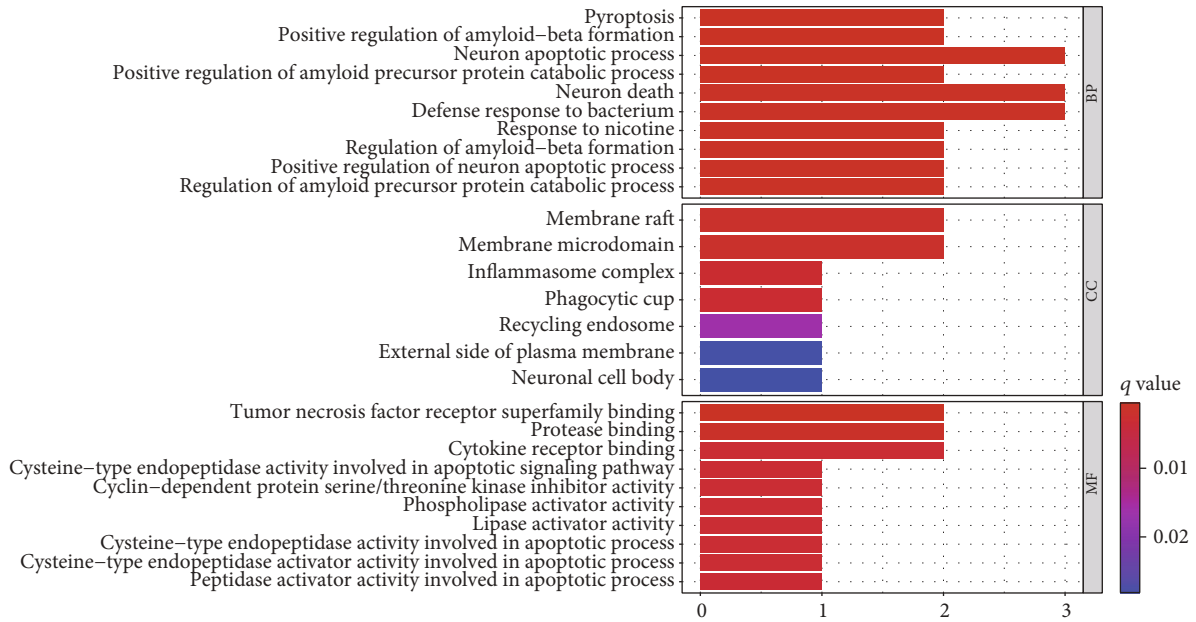 Pyroptosis
Positive regulation of amyloid−beta formation
Neuron apoptotic process
Positive regulation of amyloid precursor protein catabolic process
Neuron death
Defense response to bacterium
Response to nicotine
Regulation of amyloid−beta formation
Positive regulation of neuron apoptotic process
Regulation of amyloid precursor protein catabolic process
BP
Membrane raft
Membrane microdomain
Inflammasome complex
Phagocytic cup
Recycling endosome
External side of plasma membrane
Neuronal cell body
CC
Tumor necrosis factor receptor superfamily binding
Protease binding
Cytokine receptor binding
Cysteine−type endopeptidase activity involved in apoptotic signaling pathway
Cyclin−dependent protein serine/threonine kinase inhibitor activity
Phospholipase activator activity
Lipase activator activity
Cysteine−type endopeptidase activity involved in apoptotic process
Cysteine−type endopeptidase activator activity involved in apoptotic process
Peptidase activator activity involved in apoptotic process
MF
0 1 2 3
q value
0.01
0.02